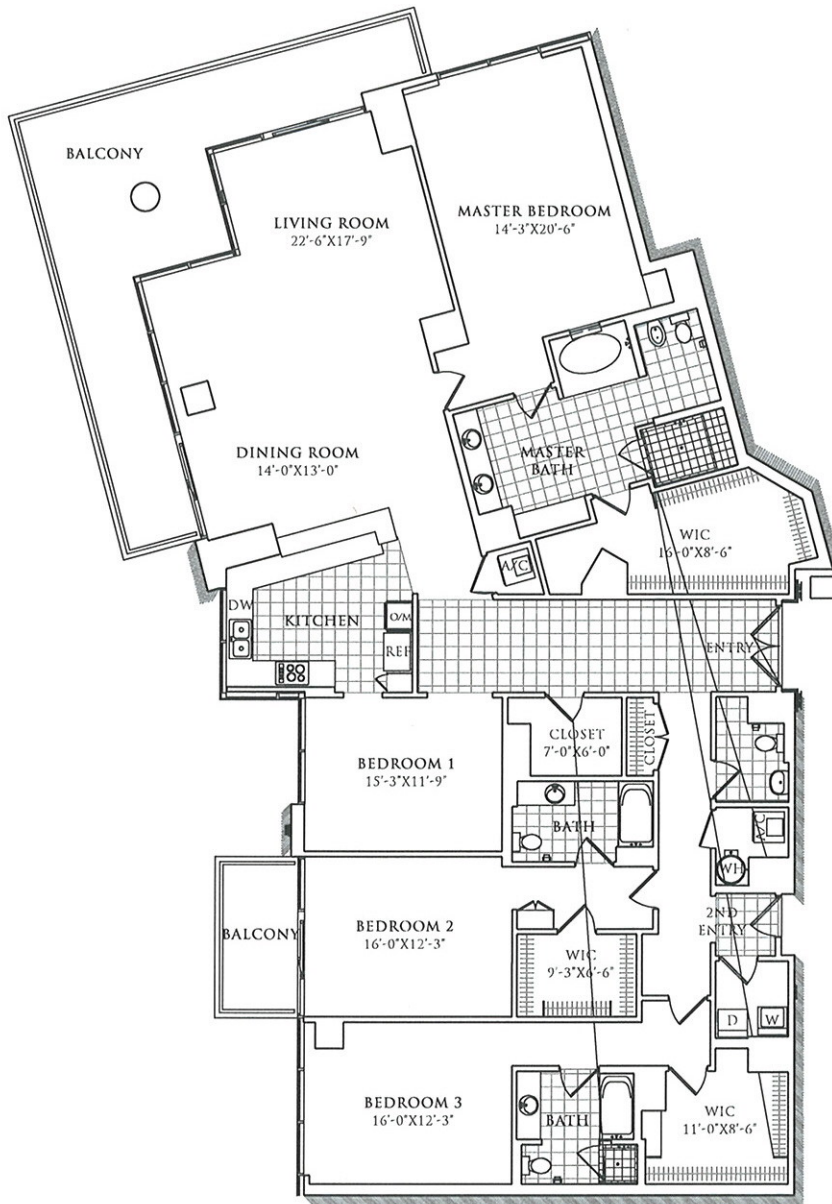 BALCONY
LIVING ROOM
22'-6"X17'-9"
MASTER BEDROOM
14'-3"X20'-6"
DINING ROOM
14'-0"X13'-0"
MASTER
BATH
WIC
16-0"X8'-6"
A/C
DW
KITCHEN
O/M
REF
ENTRY
CLOSET
7'-0"X6'-0"
CLOSET
BEDROOM 1
15'-3"X11'-9"
BATH
A/C
WH
BEDROOM 2
16'-0"X12'-3"
BALCONY
2ND
ENTRY
WIC
9'-3"X6'-6"
D
W
BEDROOM 3
16'-0"X12'-3"
BATH
WIC
11'-0"X8'-6"